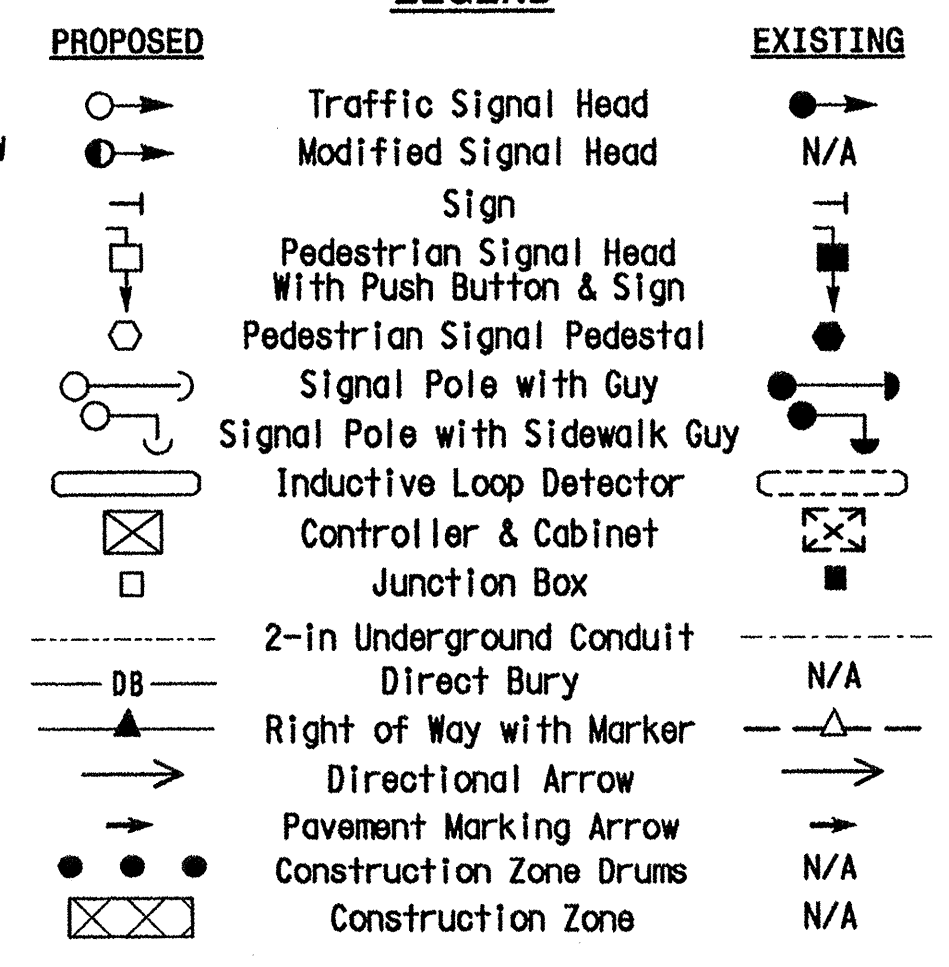 PROPOSED EXISTING
Traffic Signal Head
Modified Signal Head N/A
Sign
Pedestrian Signal Head
With Push Button & Sign
Pedestrian Signal Pedestal
Signal Pole with Guy
Signal Pole with Sidewalk Guy
Inductive Loop Detector
Controller & Cabinet
Junction Box
2-in Underground Conduit
DB Direct Bury N/A
Right of Way with Marker
Directional Arrow
Pavement Marking Arrow
Construction Zone Drums N/A
Construction Zone N/A